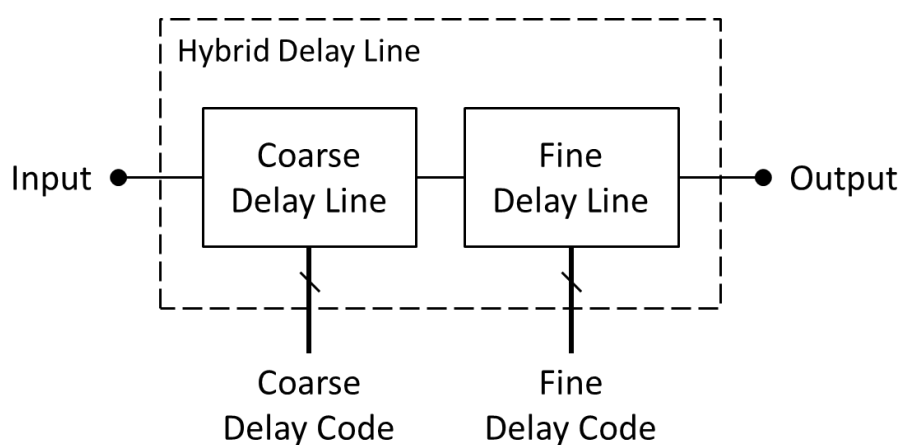 Hybrid Delay Line
Input
Coarse
Delay Line
Fine
Delay Line
Output
Coarse
Delay Code
Fine
Delay Code